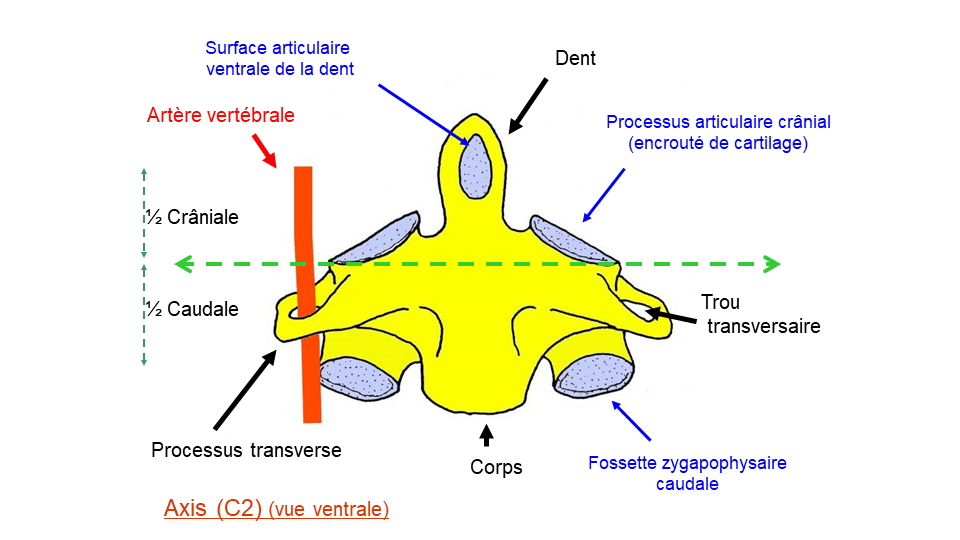 Surface articulaire
ventrale de la dent
Dent
Artère vertébrale
Processus articulaire crânial
(encrouté de cartilage)
½ Crâniale
½ Caudale
Trou
transversaire
Processus transverse
Corps
Fossette zygapophysaire
caudale
Axis (C2) (vue ventrale)